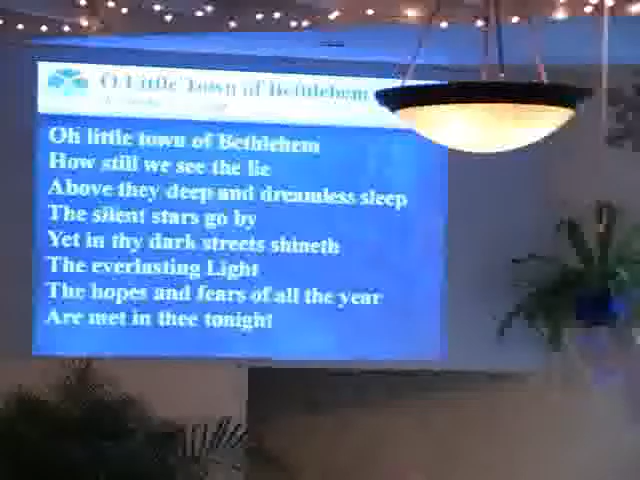 O Little Town of Bethlehem
Oh little town of Bethlehem
How still we see the lie
Above they deep and dreamless sleep
The silent stars go by
Yet in thy dark streets shineth
The everlasting Light
The hopes and fears of all the year
Are met in thee tonight